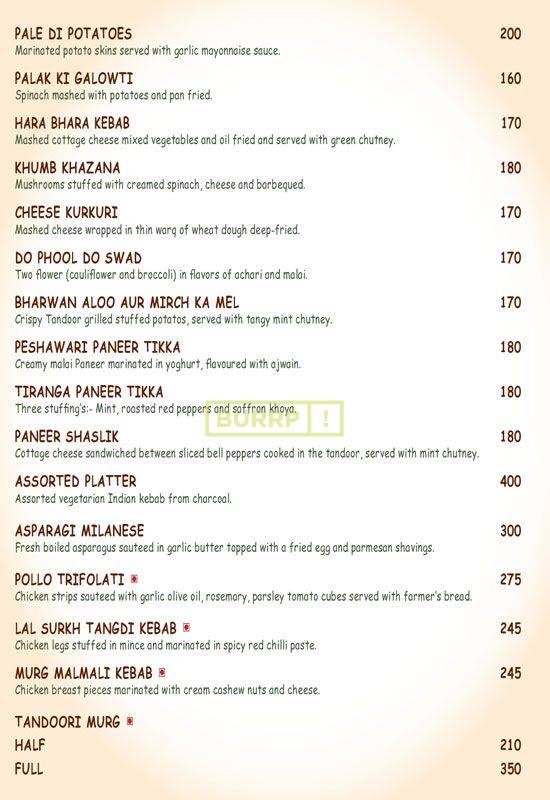 PALE DI POTATOES 200
Marinated potato skins served with garlic mayonnaise sauce.
PALAK KI GALOWTI 160
Spinach mashed with potatoes and pan fried.
HARA BHARA KEBAB 170
Mashed cottage cheese mixed vegetables and oil fried and served with green chutney.
KHUMB KHAZANA 180
Mushrooms stuffed with creamed spinach, cheese and barbequed.
CHEESE KURKURI 170
Mashed cheese wrapped in thin warq of wheat dough deep-fried.
DO PHOOL DO SWAD 170
Two flower (cauliflower and broccoli) in flavors of achari and malai.
BHARWAN ALOO AUR MIRCH KA MEL 170
Crispy Tandoor grilled stuffed potatos, served with tangy mint chutney.
PESHAWARI PANEER TIKKA 180
Creamy malai Paneer marinated in yoghurt, flavoured with ajwain.
TIRANGA PANEER TIKKA 180
Three stuffing's:- Mint, roasted red peppers and saffron khoya.
BURRP !
PANEER SHASLIK 180
Cottage cheese sandwiched between sliced bell peppers cooked in the tandoor, served with mint chutney.
ASSORTED PLATTER 400
Assorted vegetarian Indian kebab from charcoal.
ASPARAGI MILANESE 300
Fresh boiled asparagus sauteed in garlic butter topped with a fried egg and parmesan shavings.
POLLO TRIFOLATI 275
Chicken strips sauteed with garlic olive oil, rosemary, parsley tomato cubes served with farmer's bread.
LAL SURKH TANGDI KEBAB 245
Chicken legs stuffed in mince and marinated in spicy red chilli paste.
MURG MALMALI KEBAB 245
Chicken breast pieces marinated with cream cashew nuts and cheese.
TANDOORI MURG
HALF 210
FULL 350